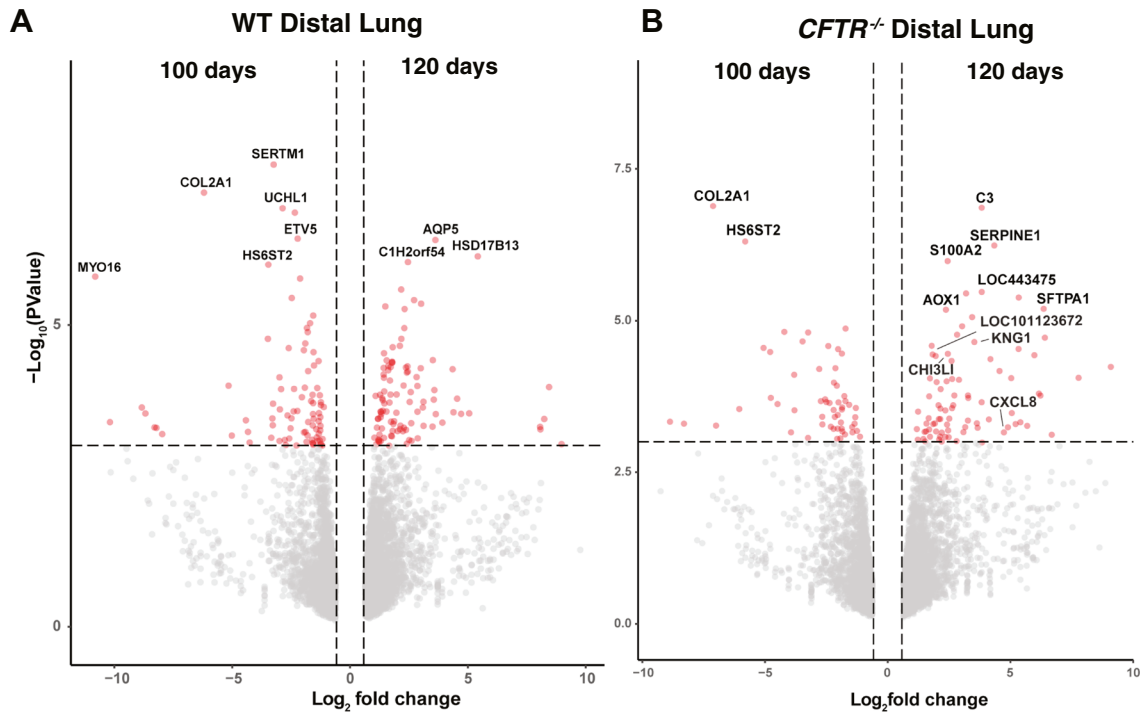 A
WT Distal Lung
100 days
120 days
SERTM1
COL2A1
UCHL1
ETV5
HS6ST2
MYO16
AQP5
HSD17B13
C1H2orf54
−Log10(PValue)
5
0
−10
−5
0
5
10
Log2 fold change
B
CFTR-/- Distal Lung
100 days
120 days
7.5
5.0
2.5
0.0
COL2A1
HS6ST2
C3
SERPINE1
S100A2
LOC443475
AOX1
SFTPA1
LOC101123672
KNG1
CHI3LI
CXCL8
−10
−5
0
5
10
Log2fold change